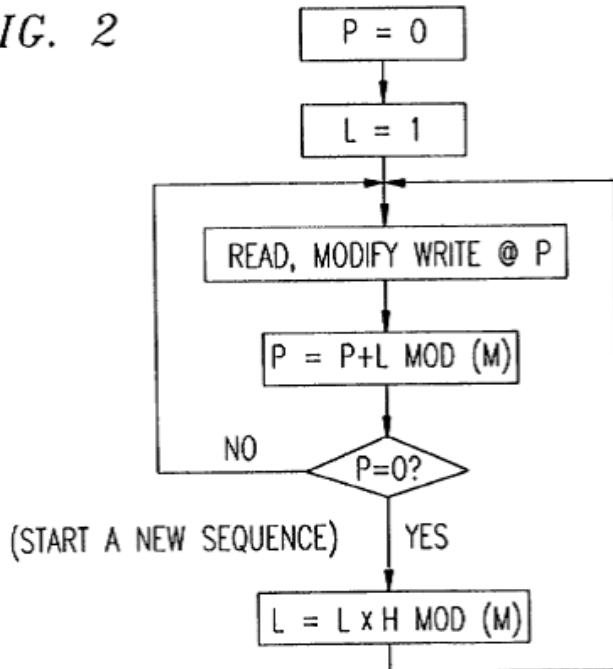 IG. 2
P = 0
L = 1
READ, MODIFY WRITE @ P
P = P+L MOD (M)
NO
P=0?
(START A NEW SEQUENCE)
YES
L = L x H MOD (M)